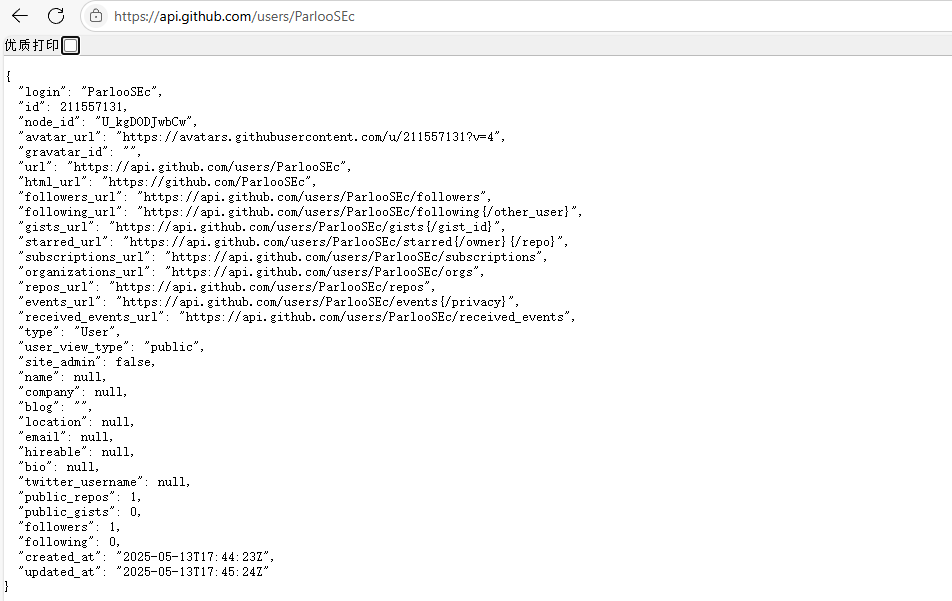 https://api.github.com/users/ParlooSEc
优质打印
{
  "login": "ParlooSEc",
  "id": 211557131,
  "node_id": "U_kgDODJwbCw",
  "avatar_url": "https://avatars.githubusercontent.com/u/211557131?v=4",
  "gravatar_id": "",
  "url": "https://api.github.com/users/ParlooSEc",
  "html_url": "https://github.com/ParlooSEc",
  "followers_url": "https://api.github.com/users/ParlooSEc/followers",
  "following_url": "https://api.github.com/users/ParlooSEc/following{/other_user}",
  "gists_url": "https://api.github.com/users/ParlooSEc/gists{/gist_id}",
  "starred_url": "https://api.github.com/users/ParlooSEc/starred{/owner}{/repo}",
  "subscriptions_url": "https://api.github.com/users/ParlooSEc/subscriptions",
  "organizations_url": "https://api.github.com/users/ParlooSEc/orgs",
  "repos_url": "https://api.github.com/users/ParlooSEc/repos",
  "events_url": "https://api.github.com/users/ParlooSEc/events{/privacy}",
  "received_events_url": "https://api.github.com/users/ParlooSEc/received_events",
  "type": "User",
  "user_view_type": "public",
  "site_admin": false,
  "name": null,
  "company": null,
  "blog": "",
  "location": null,
  "email": null,
  "hireable": null,
  "bio": null,
  "twitter_username": null,
  "public_repos": 1,
  "public_gists": 0,
  "followers": 1,
  "following": 0,
  "created_at": "2025-05-13T17:44:23Z",
  "updated_at": "2025-05-13T17:45:24Z"
}